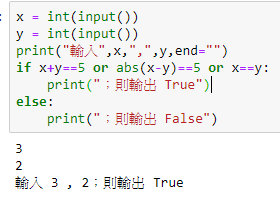 x = int(input())
y = int(input())
print("輸入",x,",",y,end="")
if x+y==5 or abs(x-y)==5 or x==y:
    print("；則輸出 True")
else:
    print("；則輸出 False")
3
2
輸入 3 , 2；則輸出 True